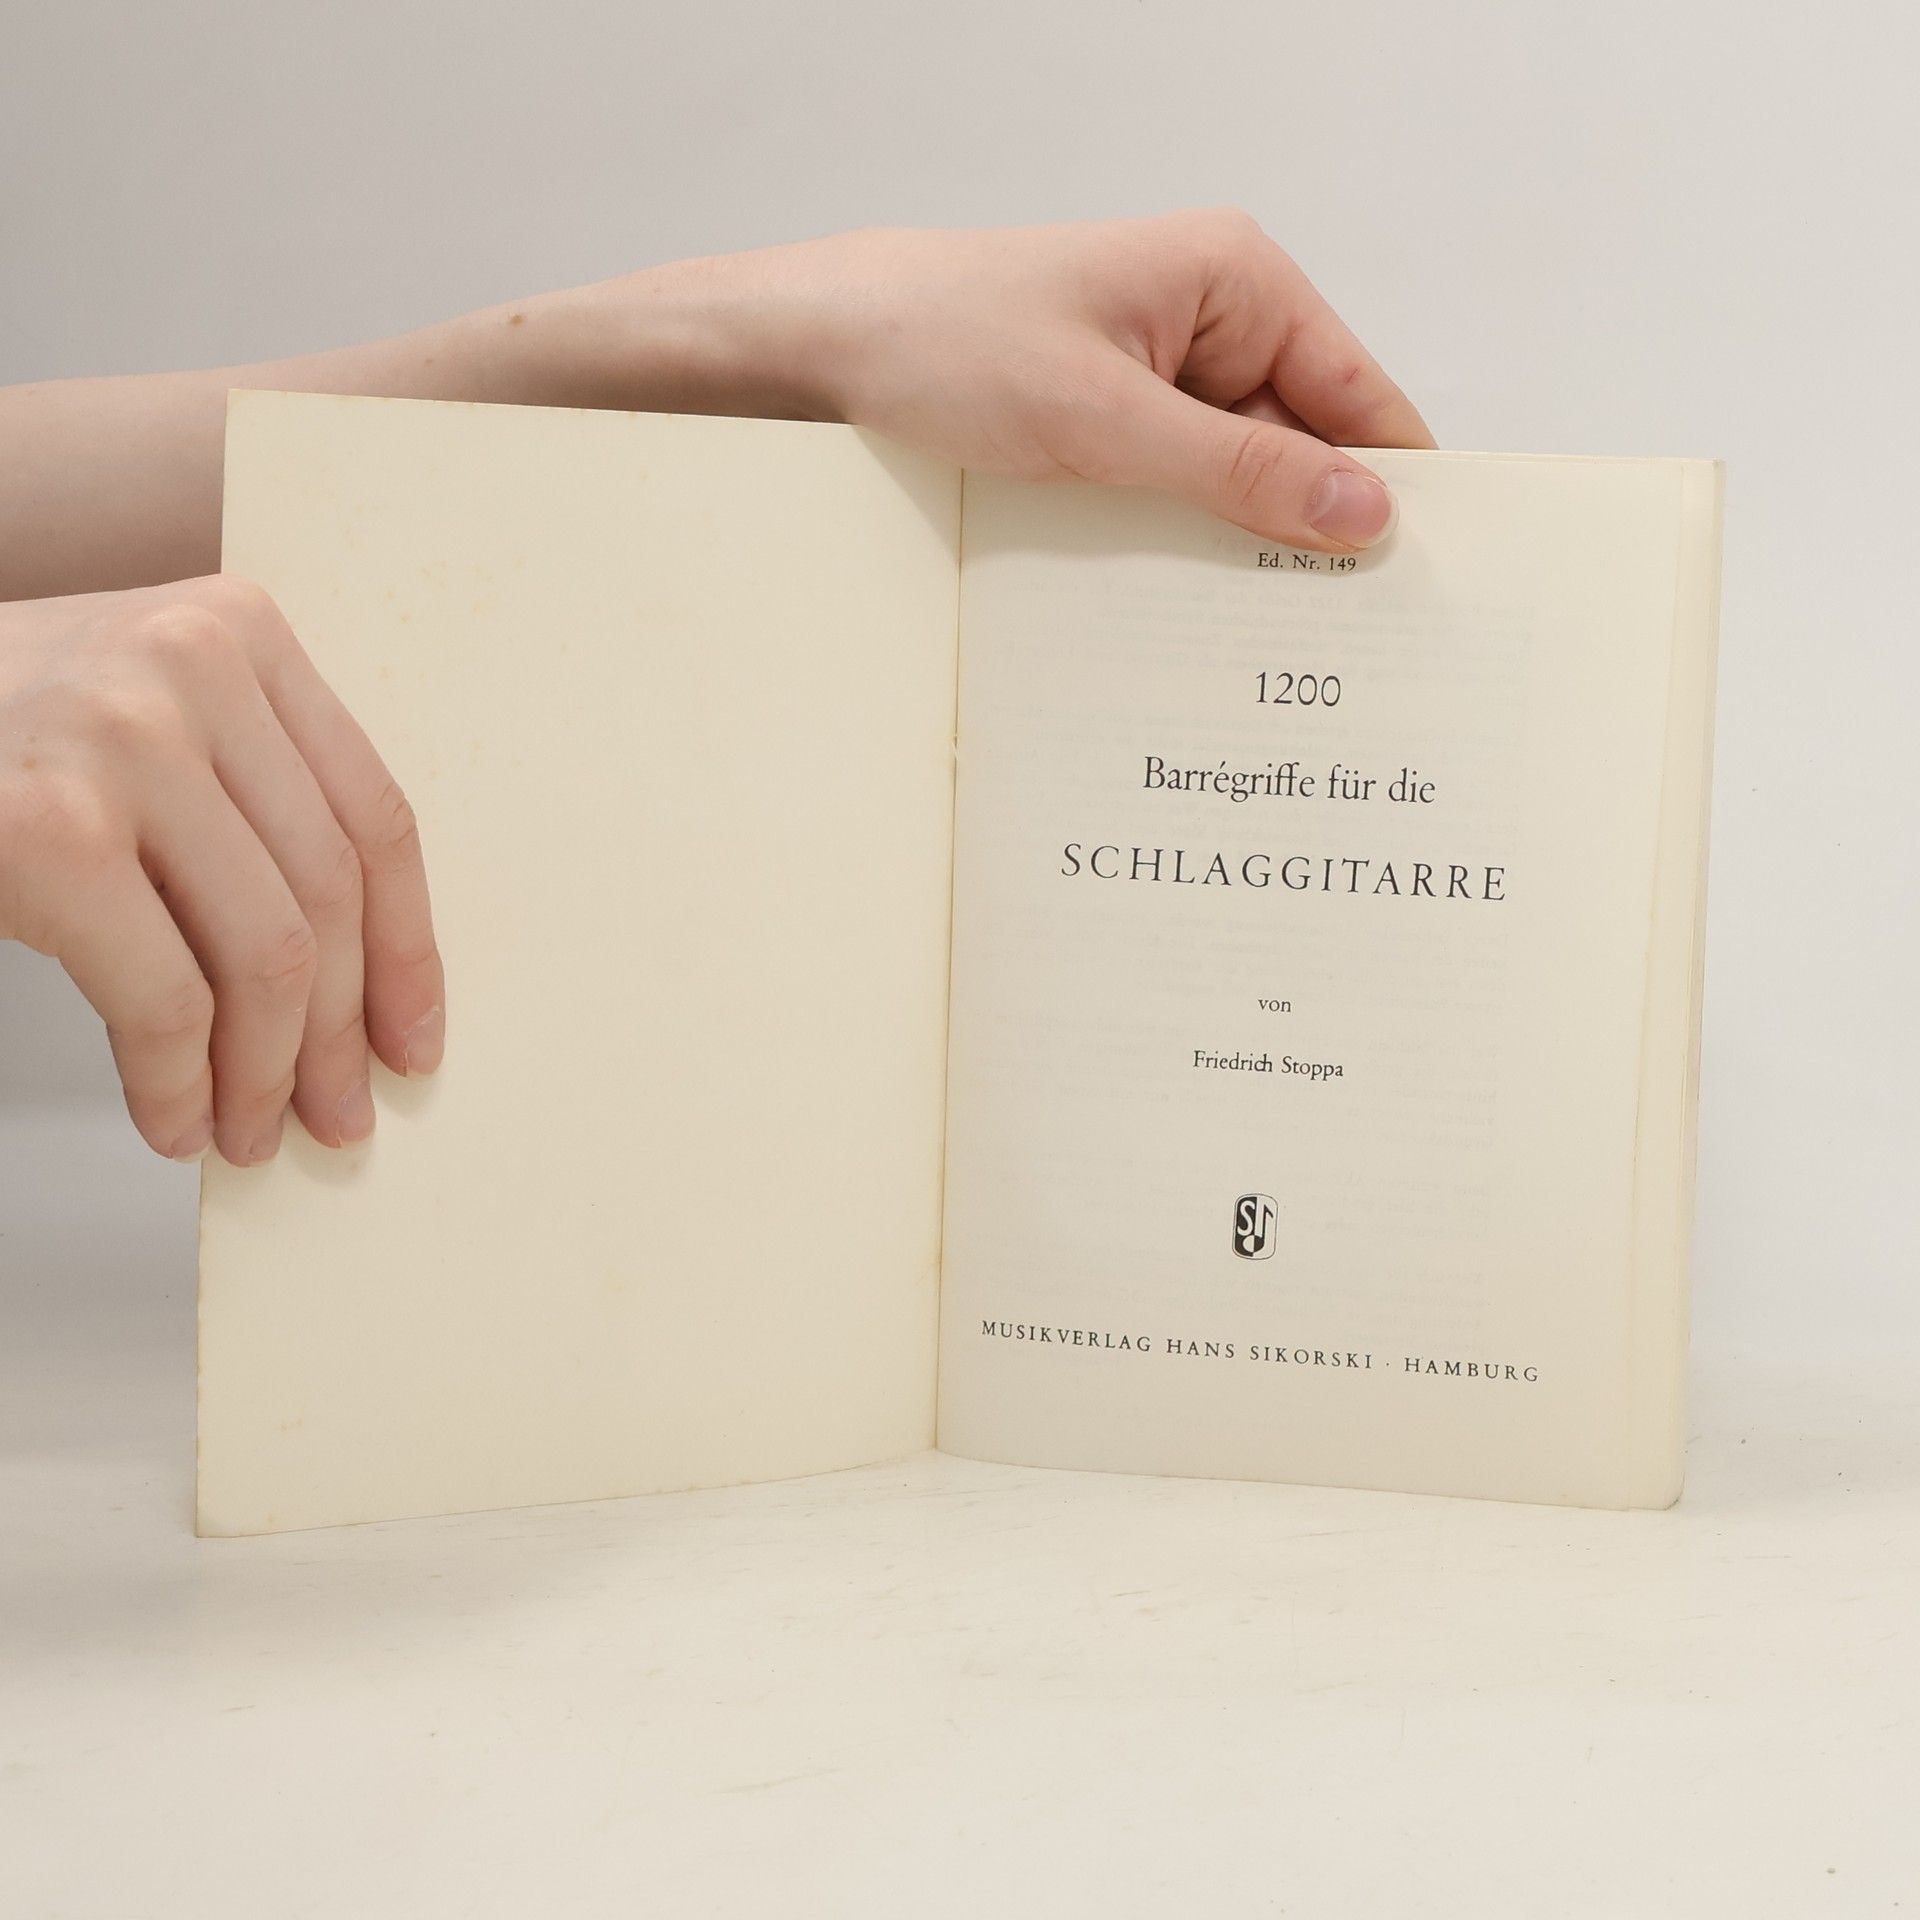 Ed. Nr. 149
1200
Barrégriffe für die
SCHLAGGITARRE
von
Friedrich Stoppa
MUSIKVERLAG HANS SIKORSKI · HAMBURG